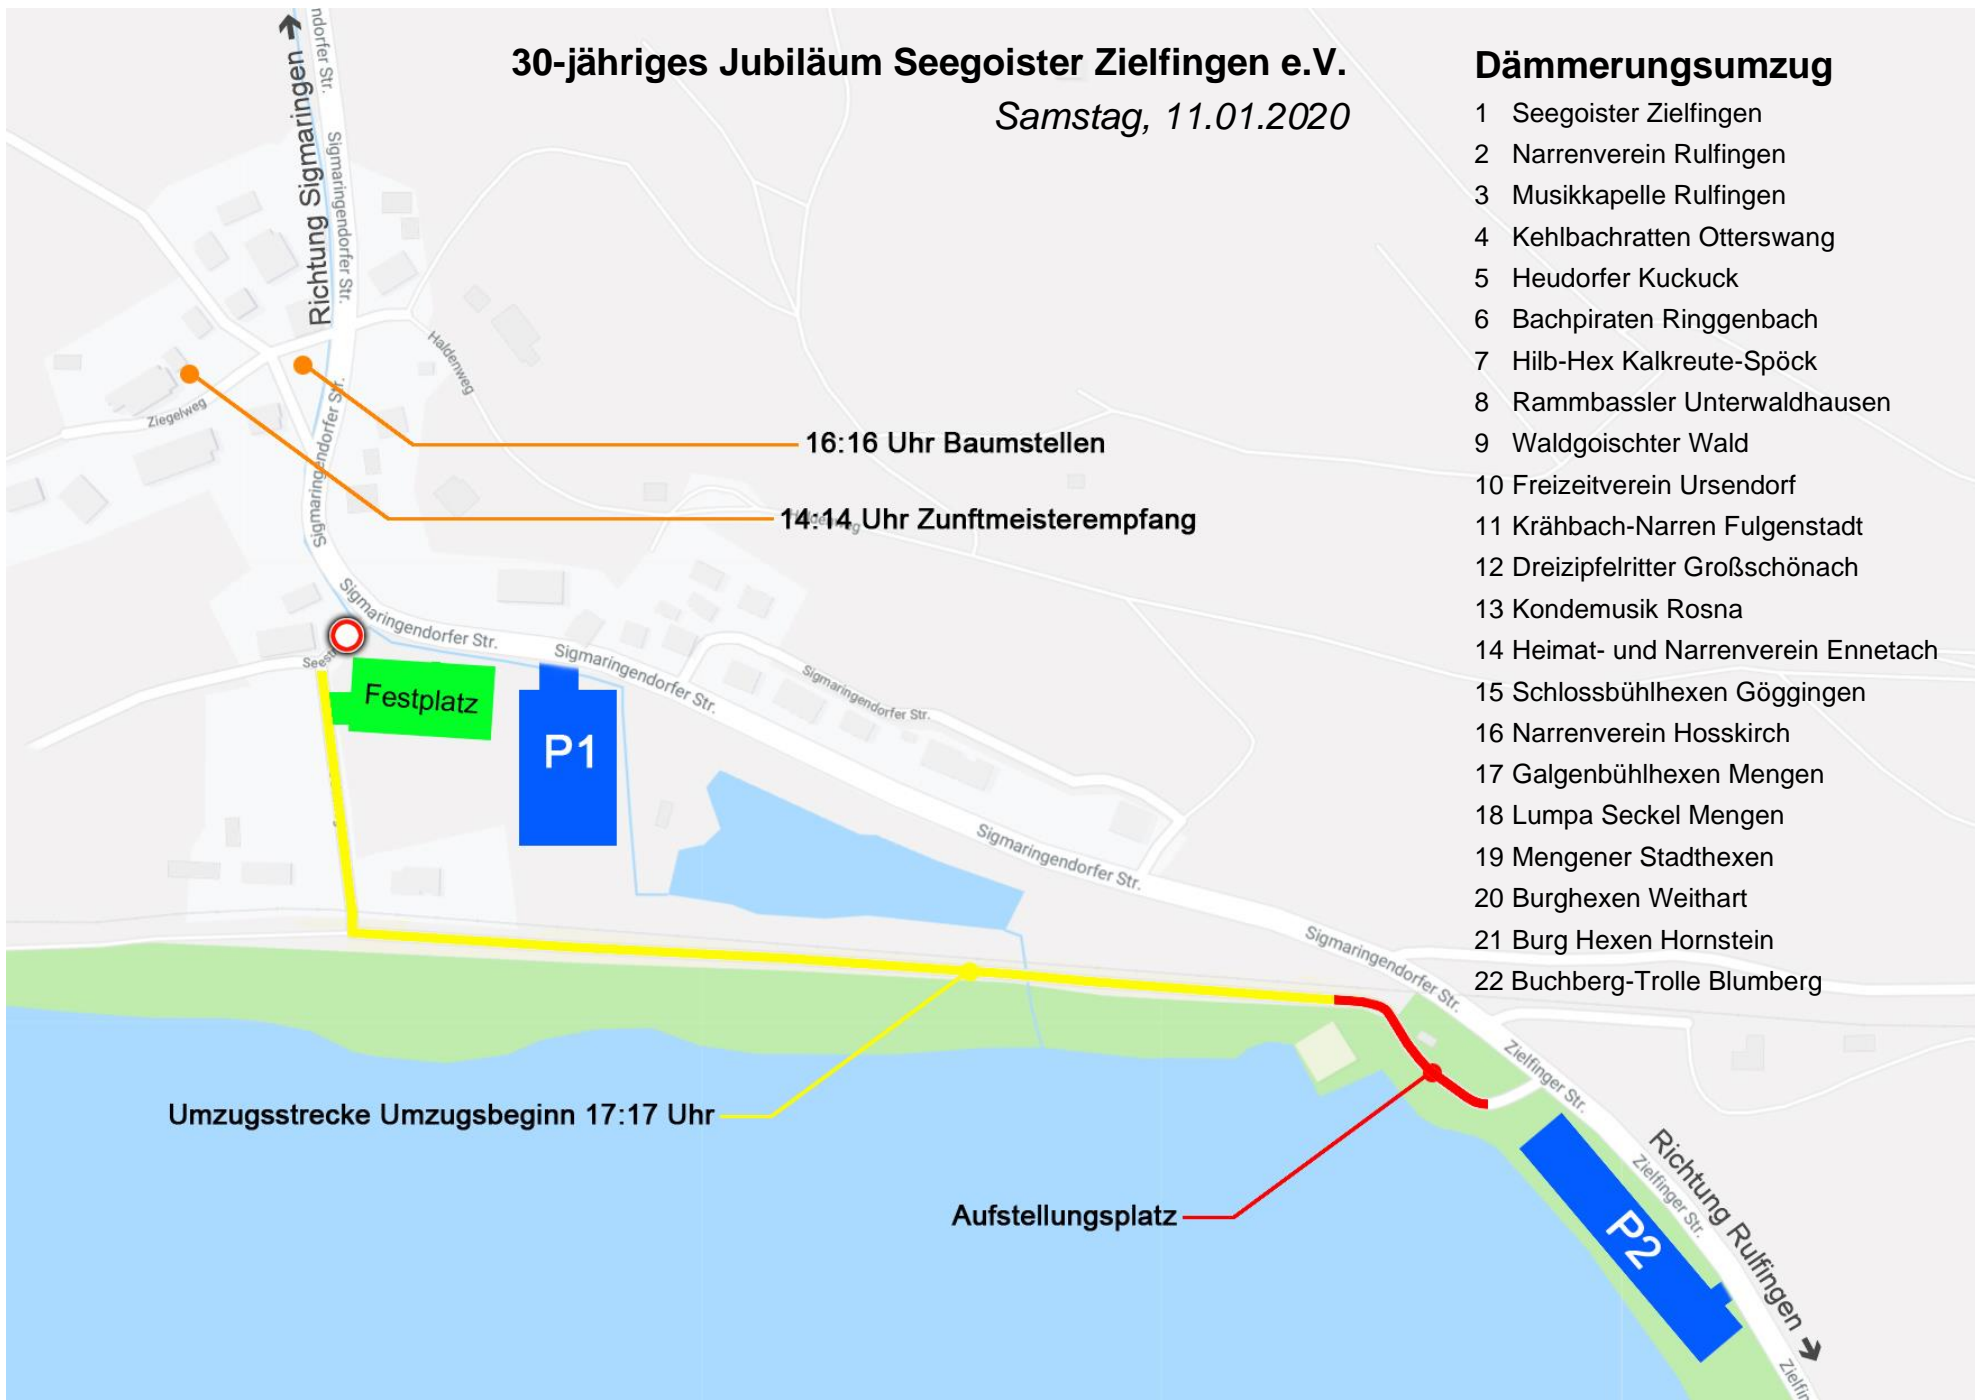 30-jähriges Jubiläum Seegoister Zielfingen e.V.
Samstag, 11.01.2020
Dämmerungsumzug
1 Seegoister Zielfingen
2 Narrenverein Rulfingen
3 Musikkapelle Rulfingen
4 Kehlbachratten Otterswang
5 Heudorfer Kuckuck
6 Bachpiraten Ringgenbach
7 Hilb-Hex Kalkreute-Spöck
8 Rammbassler Unterwaldhausen
9 Waldgoischter Wald
10 Freizeitverein Ursendorf
11 Krähbach-Narren Fulgenstadt
12 Dreizipfelritter Großschönach
13 Kondemusik Rosna
14 Heimat- und Narrenverein Ennetach
15 Schlossbühlhexen Göggingen
16 Narrenverein Hosskirch
17 Galgenbühlhexen Mengen
18 Lumpa Seckel Mengen
19 Mengener Stadthexen
20 Burghexen Weithart
21 Burg Hexen Hornstein
22 Buchberg-Trolle Blumberg
Richtung Sigmaringen →
ndorfer Str.
Sigmaringendorfer Str.
Haldenweg
Ziegelweg
Sigmaringendorfer Str.
16:16 Uhr Baumstellen
14:14 Uhr Zunftmeisterempfang
Sigmaringendorfer Str.
Sigmaringendorfer Str.
Sigmaringendorfer Str.
Festplatz
P1
Sigmaringendorfer Str.
Sigmaringendorfer Str.
Zielfinger Str.
Umzugsstrecke Umzugsbeginn 17:17 Uhr
Aufstellungsplatz
Zielfinger Str.
P2
Richtung Rulfingen →